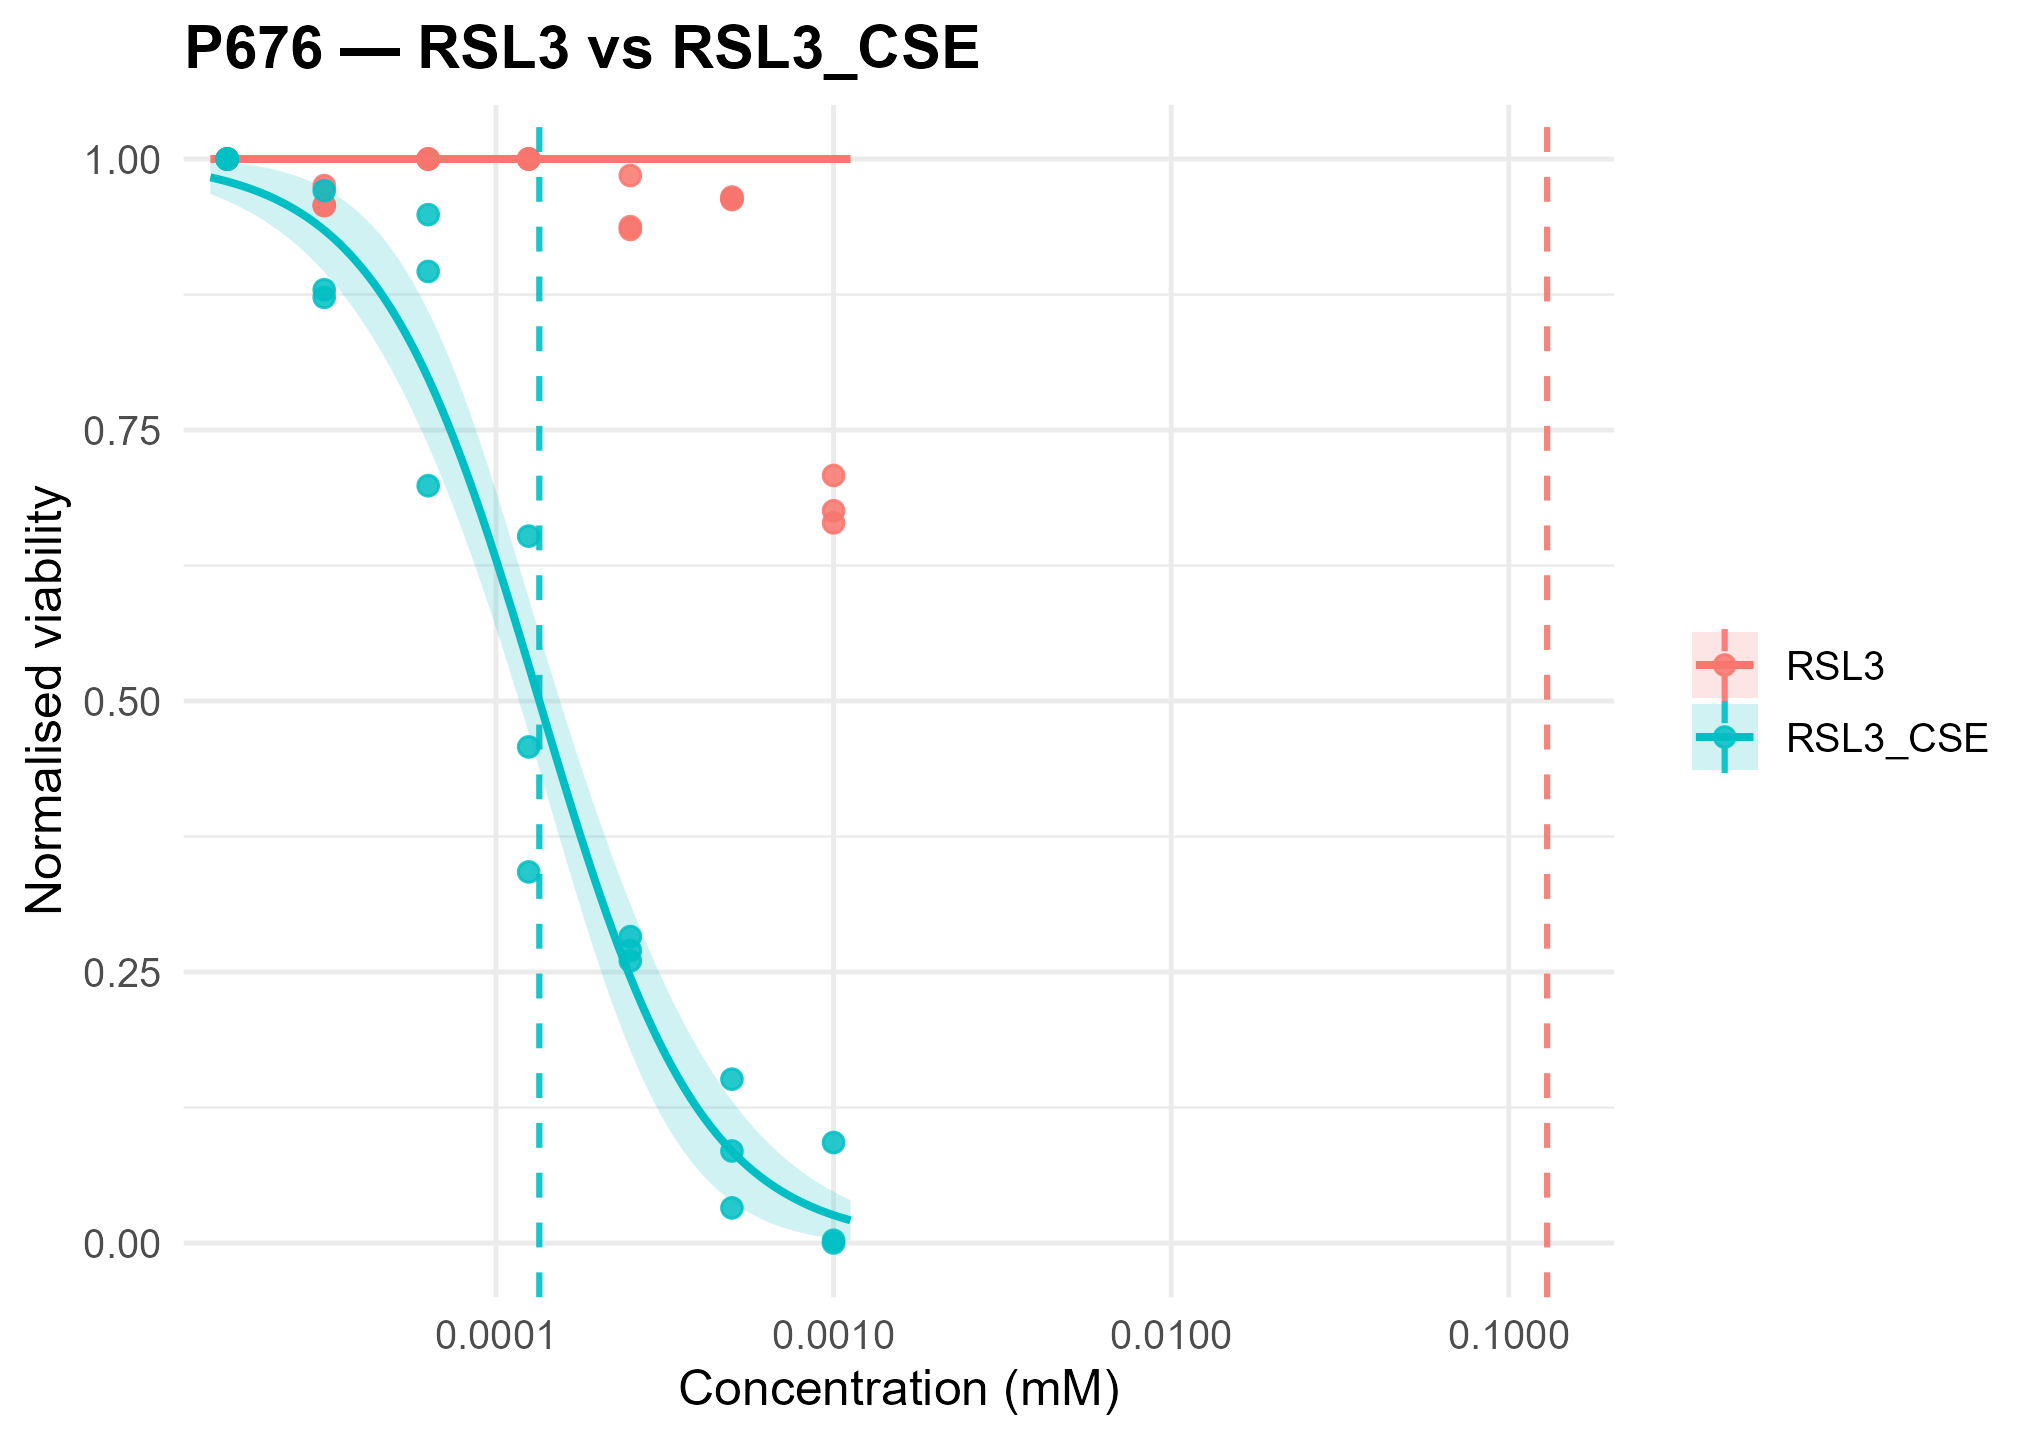 P676 — RSL3 vs RSL3_CSE
1.00
0.75
0.50
0.25
0.00
Normalised viability
0.0001
0.0010
0.0100
0.1000
Concentration (mM)
RSL3
RSL3_CSE